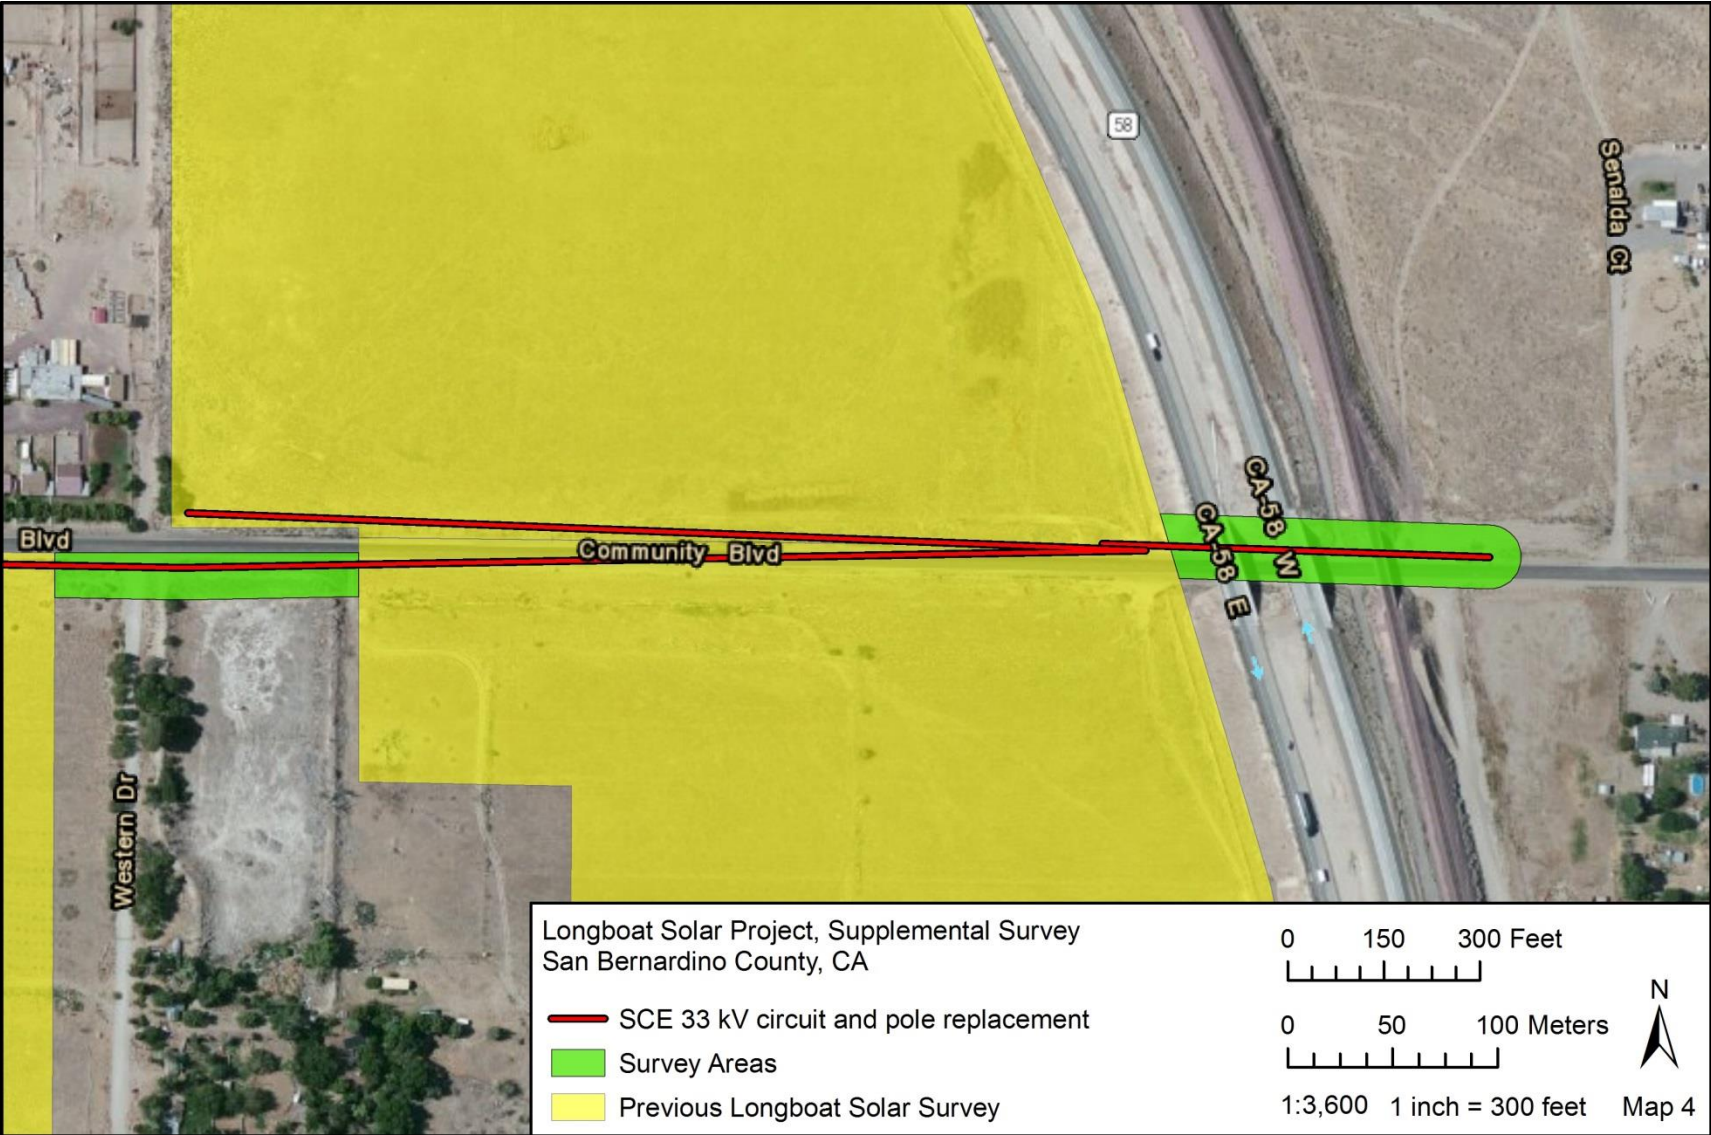 58
Senalda Ct
CA-58 W
CA-58 E
Blvd
Community Blvd
Western Dr
Longboat Solar Project, Supplemental Survey
San Bernardino County, CA
SCE 33 kV circuit and pole replacement
Survey Areas
Previous Longboat Solar Survey
0 150 300 Feet
0 50 100 Meters
1:3,600 1 inch = 300 feet
N
Map 4